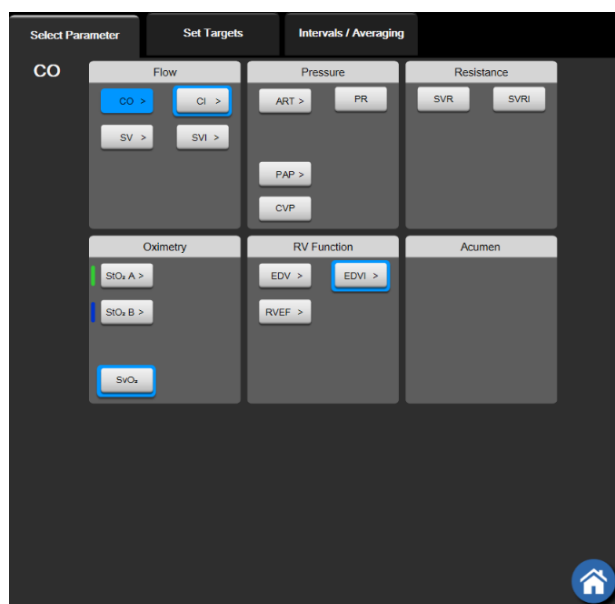 Select Parameter Set Targets Intervals / Averaging
CO
Flow Pressure Resistance
CO > CI > ART > PR SVR SVRI
SV > SVI >
PAP >
CVP
Oximetry RV Function Acumen
StO₂ A > EDV > EDVI >
StO₂ B > RVEF >
SvO₂